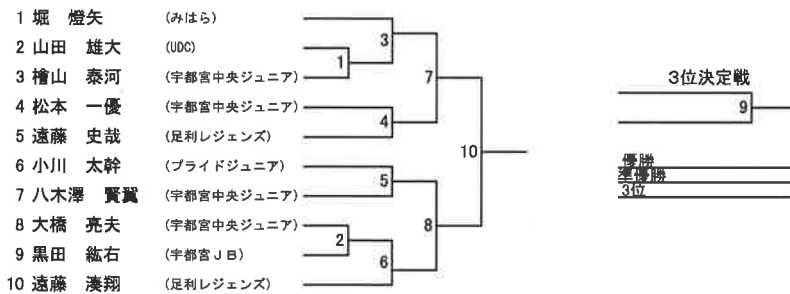 1 堀　燈矢 (みはら)
2 山田　雄大 (UDC)
3 檜山　泰河 (宇都宮中央ジュニア)
4 松本　一優 (宇都宮中央ジュニア)
5 遠藤　史哉 (足利レジェンズ)
6 小川　太幹 (プライドジュニア)
7 八木澤　賢翼 (宇都宮中央ジュニア)
8 大橋　亮夫 (宇都宮中央ジュニア)
9 黒田　紘右 (宇都宮ＪＢ)
10 遠藤　湊翔 (足利レジェンズ)
1
2
3
4
5
6
7
8
10
3位決定戦
9
優勝
準優勝
3位